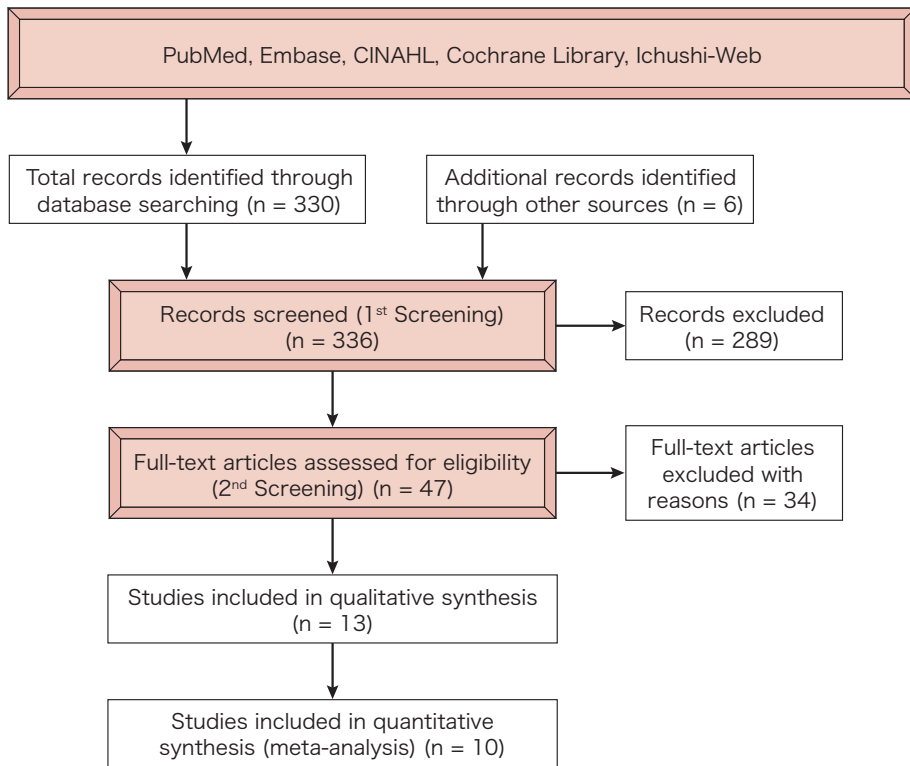 PubMed, Embase, CINAHL, Cochrane Library, Ichushi-Web
Total records identified through
database searching (n = 330)
Additional records identified
through other sources (n = 6)
Records screened (1st Screening)
(n = 336)
Records excluded
(n = 289)
Full-text articles assessed for eligibility
(2nd Screening) (n = 47)
Full-text articles
excluded with
reasons (n = 34)
Studies included in qualitative synthesis
(n = 13)
Studies included in quantitative
synthesis (meta-analysis) (n = 10)